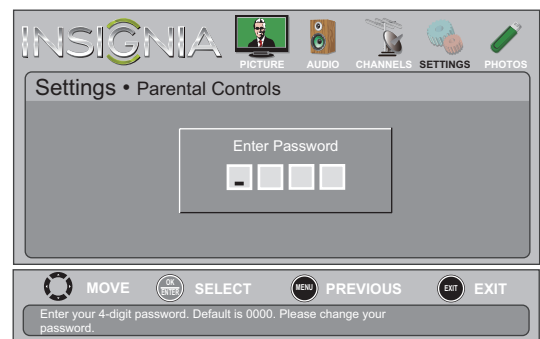 INSIGNIA
PICTURE AUDIO CHANNELS SETTINGS PHOTOS
Settings • Parental Controls
Enter Password
MOVE OK ENTER SELECT MENU PREVIOUS EXIT EXIT
Enter your 4-digit password. Default is 0000. Please change your
password.